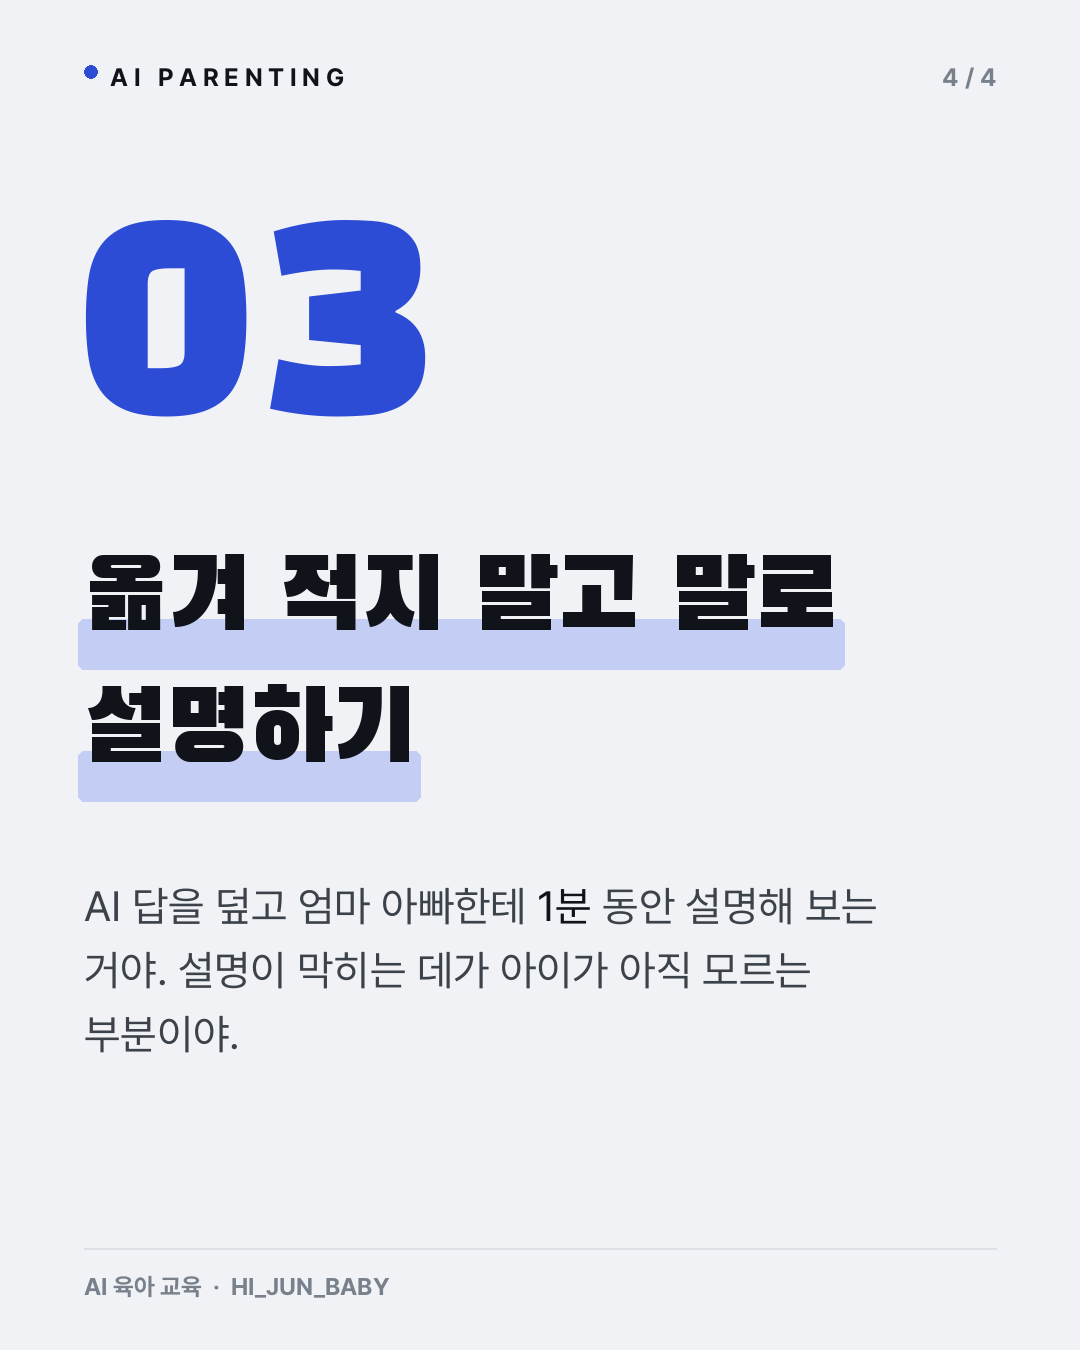 AI PARENTING
4 / 4
03
옮겨 적지 말고 말로
설명하기
AI 답을 덮고 엄마 아빠한테 1분 동안 설명해 보는
거야. 설명이 막히는 데가 아이가 아직 모르는
부분이야.
AI 육아 교육 · HI_JUN_BABY